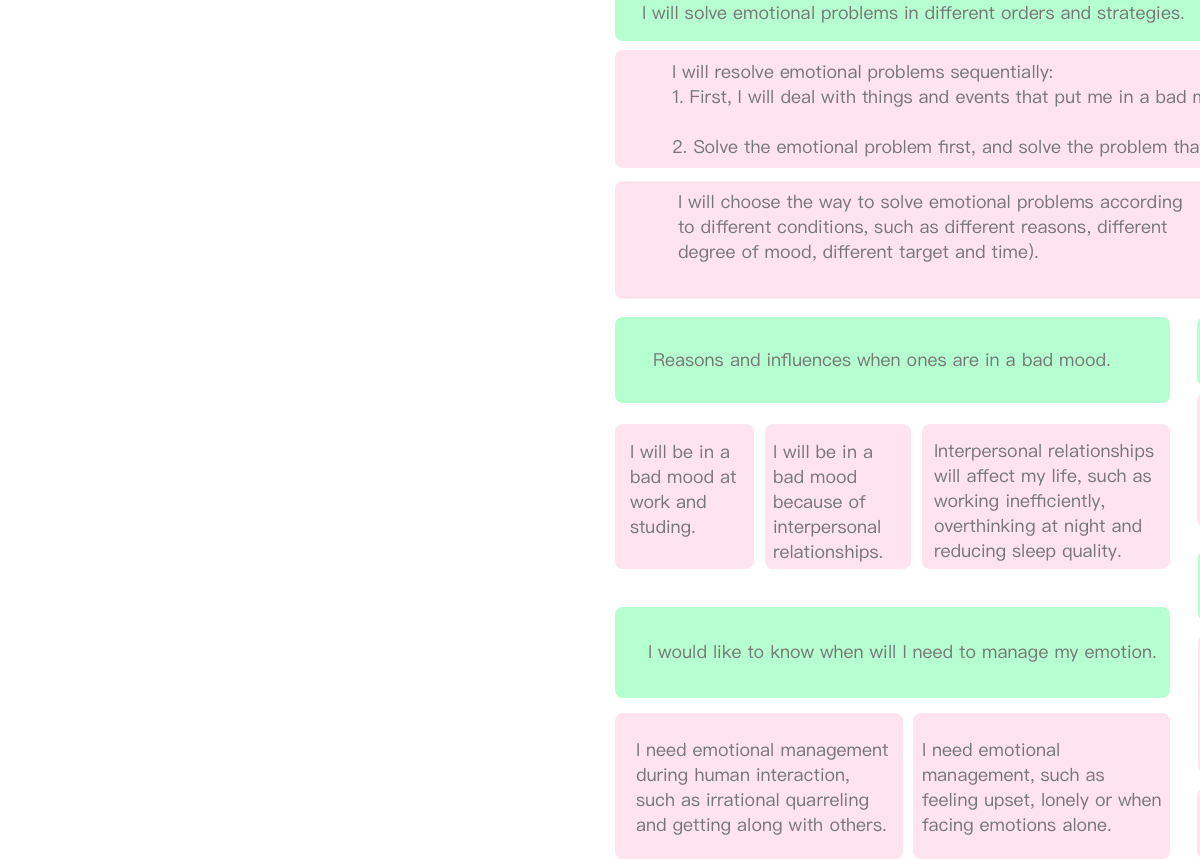 I will solve emotional problems in different orders and strategies.
I will resolve emotional problems sequentially:
1. First, I will deal with things and events that put me in a bad
2. Solve the emotional problem first, and solve the problem
I will choose the way to solve emotional problems according
to different conditions, such as different reasons, different
degree of mood, different target and time).
Reasons and influences when ones are in a bad mood.
I will be in a
bad mood at
work and
studing.
I will be in a
bad mood
because of
interpersonal
relationships.
Interpersonal relationships
will affect my life, such as
working inefficiently,
overthinking at night and
reducing sleep quality.
I would like to know when will I need to manage my emotion.
I need emotional management
during human interaction,
such as irrational quarreling
and getting along with others.
I need emotional
management, such as
feeling upset, lonely or when
facing emotions alone.